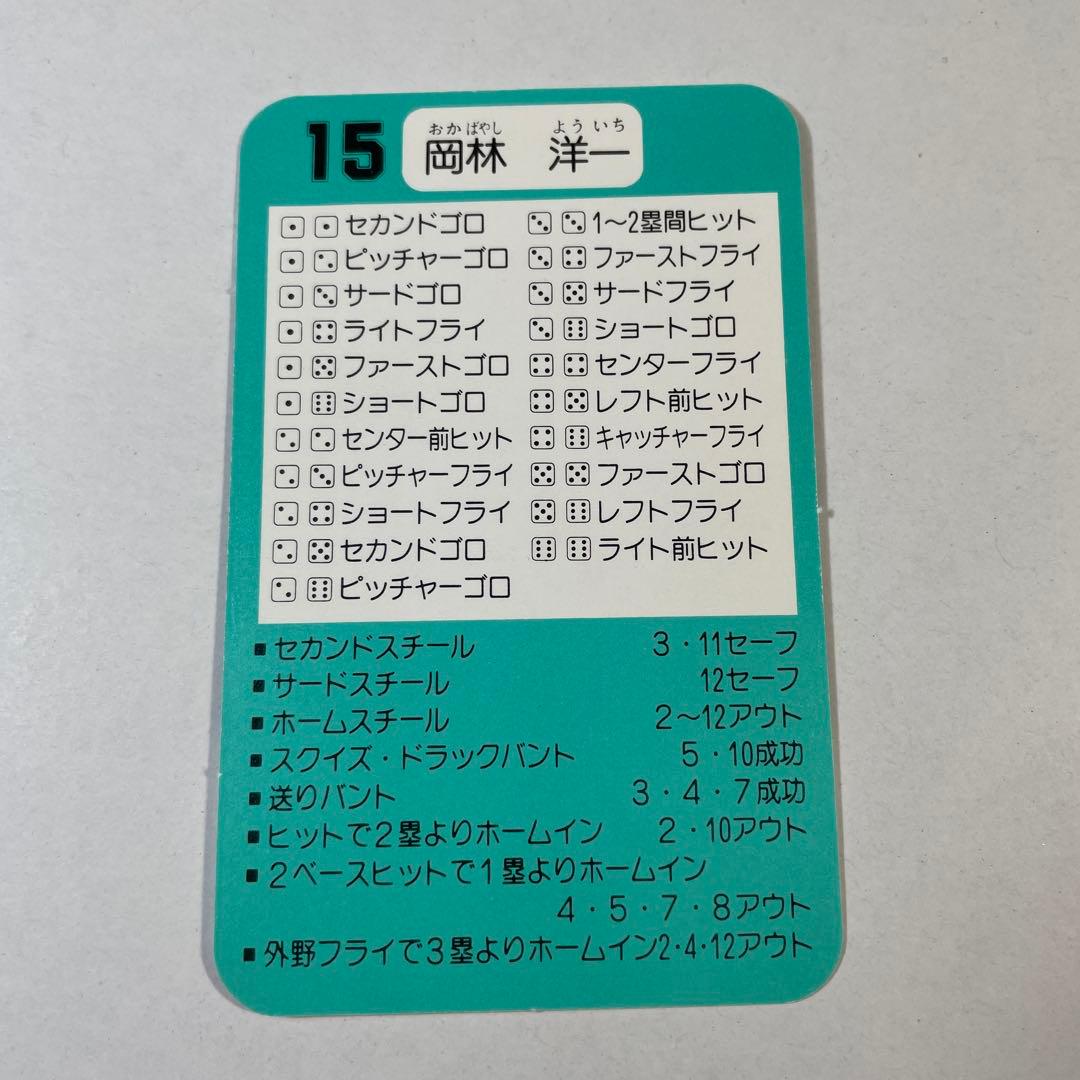 15
おかばやし よういち
岡林 洋一
セカンドゴロ
ピッチャーゴロ
サードゴロ
ライトフライ
ファーストゴロ
ショートゴロ
センター前ヒット
ピッチャーフライ
ショートフライ
セカンドゴロ
ピッチャーゴロ
1〜2塁間ヒット
ファーストフライ
サードフライ
ショートゴロ
センターフライ
レフト前ヒット
キャッチャーフライ
ファーストゴロ
レフトフライ
ライト前ヒット
■セカンドスチール 3・11セーフ
■サードスチール 12セーフ
■ホームスチール 2〜12アウト
■スクイズ・ドラックバント 5・10成功
■送りバント 3・4・7成功
■ヒットで2塁よりホームイン 2・10アウト
■2ベースヒットで1塁よりホームイン
4・5・7・8アウト
■外野フライで3塁よりホームイン2・4・12アウト